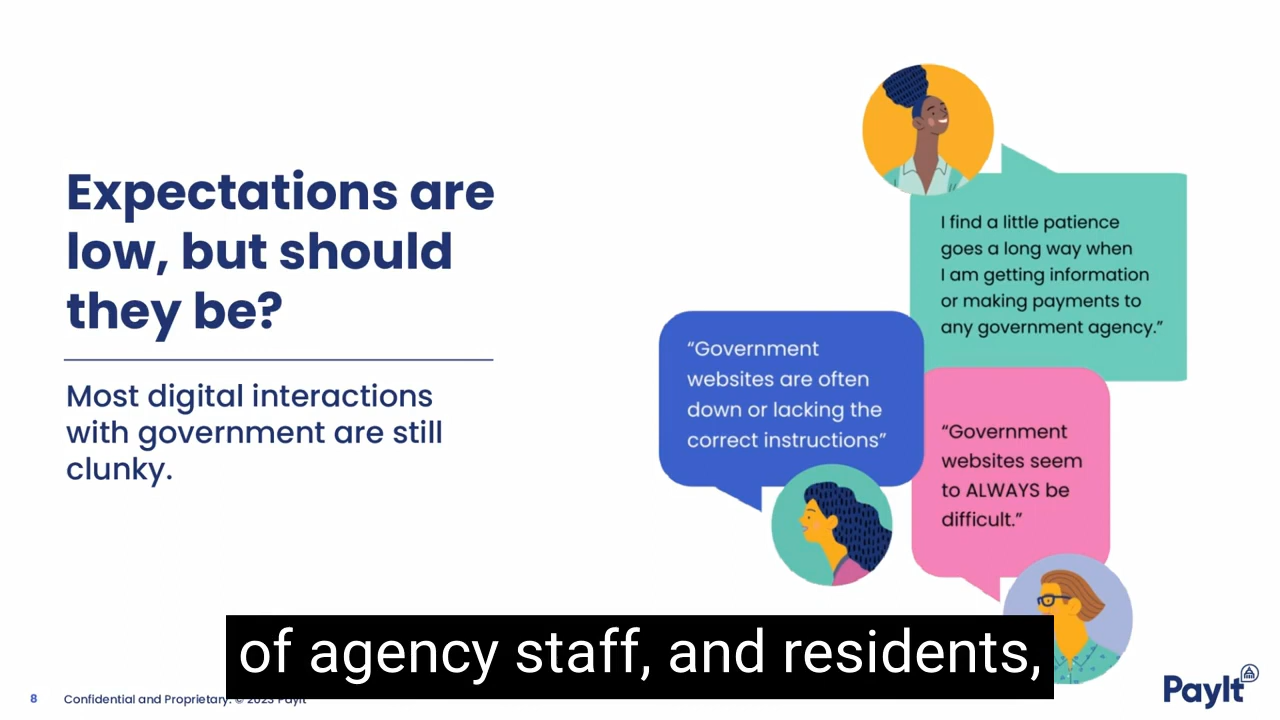 Expectations are
low, but should
they be?
Most digital interactions
with government are still
clunky.
I find a little patience
goes a long way when
I am getting information
or making payments to
any government agency.”
“Government
websites are often
down or lacking the
correct instructions”
“Government
websites seem
to ALWAYS be
difficult.”
of agency staff, and residents,
8 Confidential and Proprietary. © 2023 PayIt
PayIt